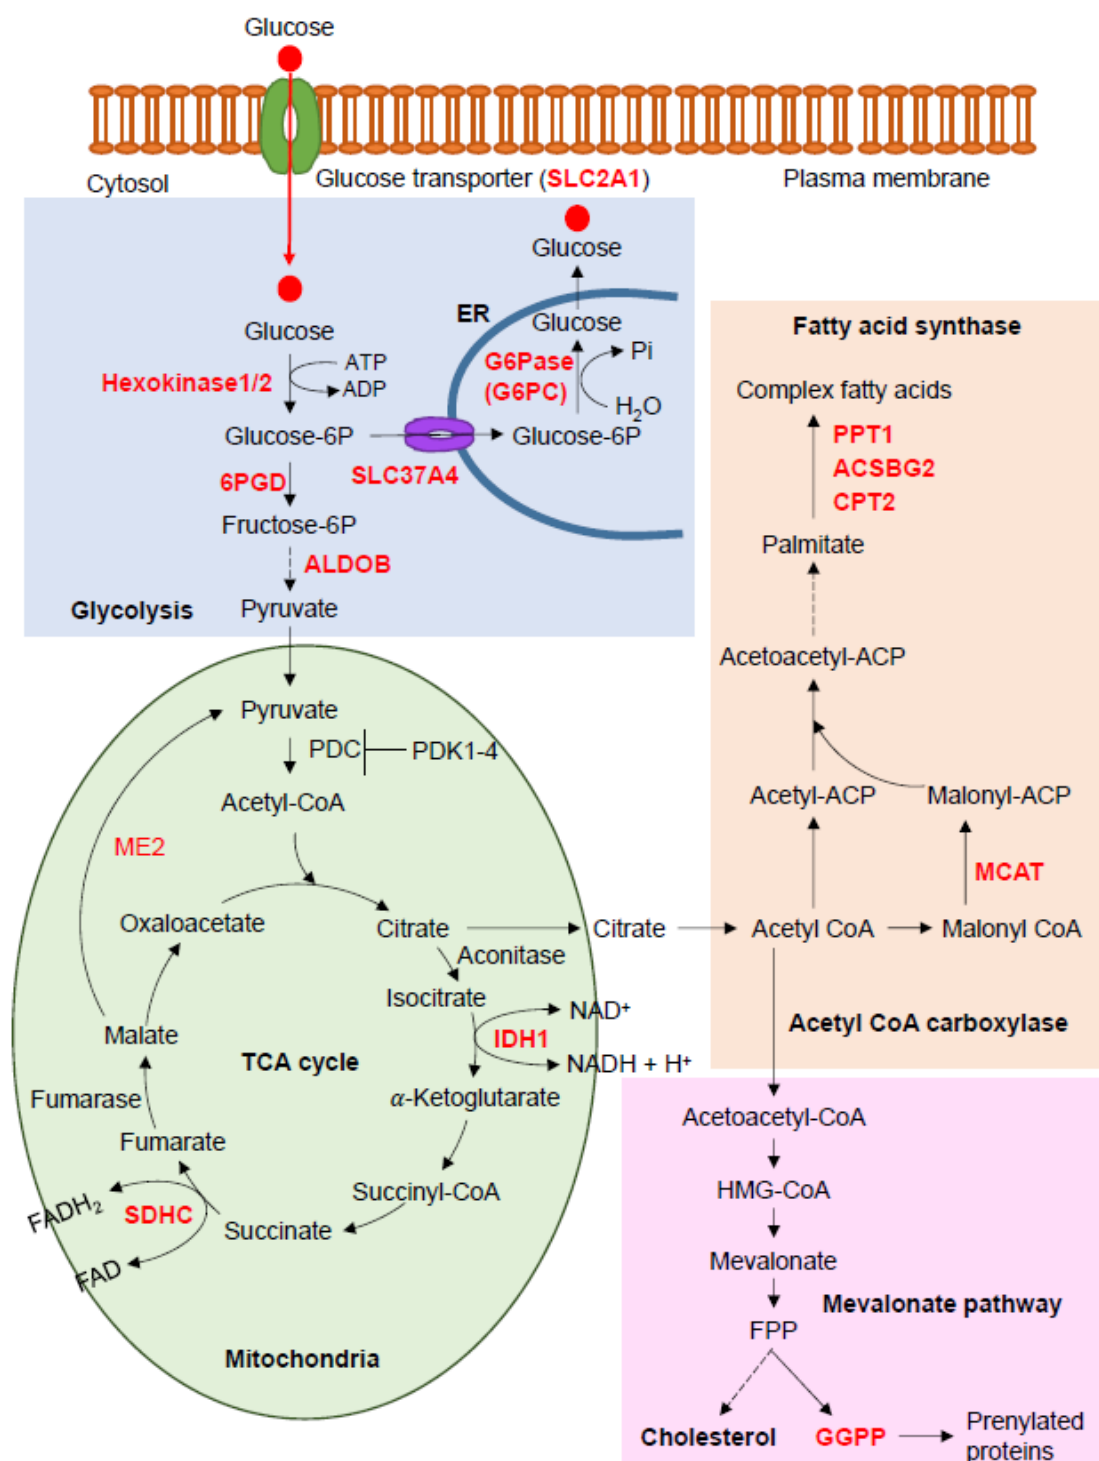 Glucose
Cytosol
Glucose transporter (SLC2A1)
Plasma membrane
Glucose
ER
Glucose
Glucose
Hexokinase1/2
ATP
ADP
G6Pase
(G6PC)
Pi
H₂O
Glucose-6P
SLC37A4
Glucose-6P
6PGD
Fructose-6P
ALDOB
Glycolysis
Pyruvate
Fatty acid synthase
Complex fatty acids
PPT1
ACSBG2
CPT2
Palmitate
Acetoacetyl-ACP
Acetyl-ACP
Malonyl-ACP
MCAT
Acetyl CoA
Malonyl CoA
Acetyl CoA carboxylase
Pyruvate
PDC
PDK1-4
Acetyl-CoA
ME2
Oxaloacetate
Citrate
Citrate
Aconitase
Isocitrate
NAD⁺
IDH1
NADH + H⁺
Malate
TCA cycle
α-Ketoglutarate
Fumarase
Fumarate
Succinyl-CoA
FADH₂
SDHC
Succinate
FAD
Mitochondria
Acetoacetyl-CoA
HMG-CoA
Mevalonate
Mevalonate pathway
FPP
Cholesterol
GGPP
Prenylated
proteins